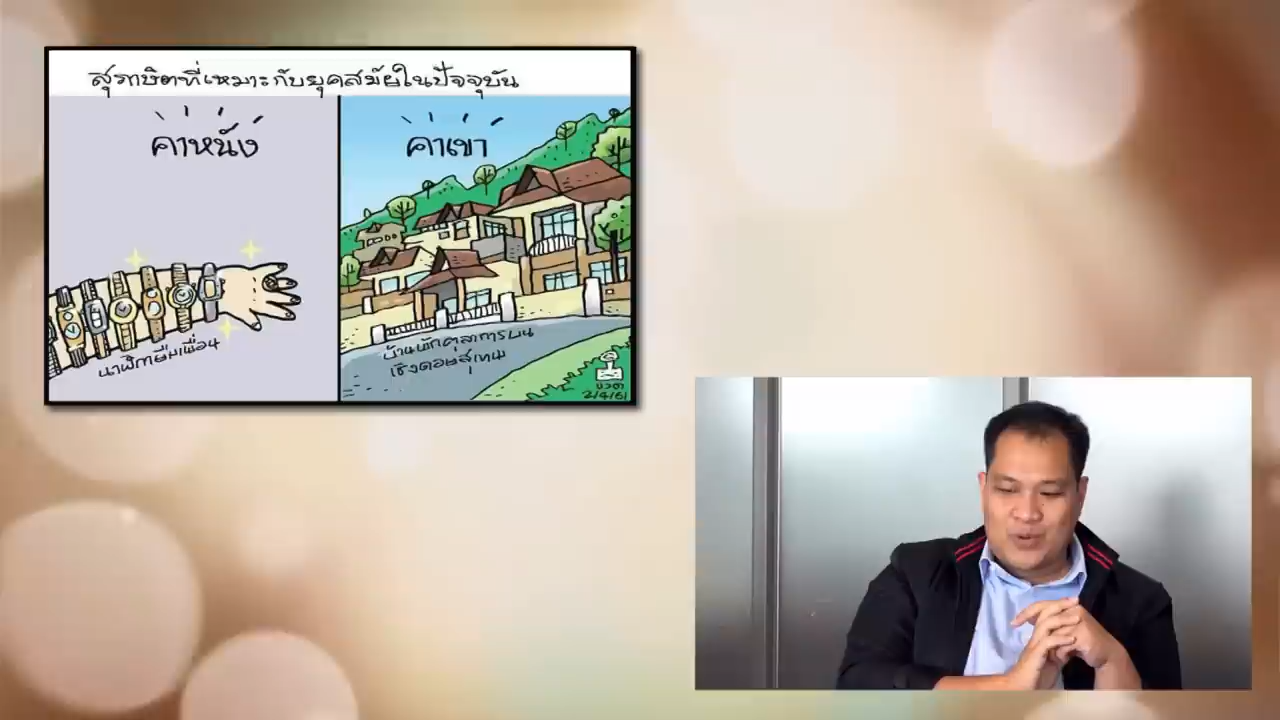 สุภาษิตที่เหมาะกับยุคสมัยในปัจจุบัน
คาหนัง
คาเขา
นาฬิกายืมเพื่อน
บ้านพักตุลาการบน
เชิงดอยสุเทพ
ขวด
2/4/61